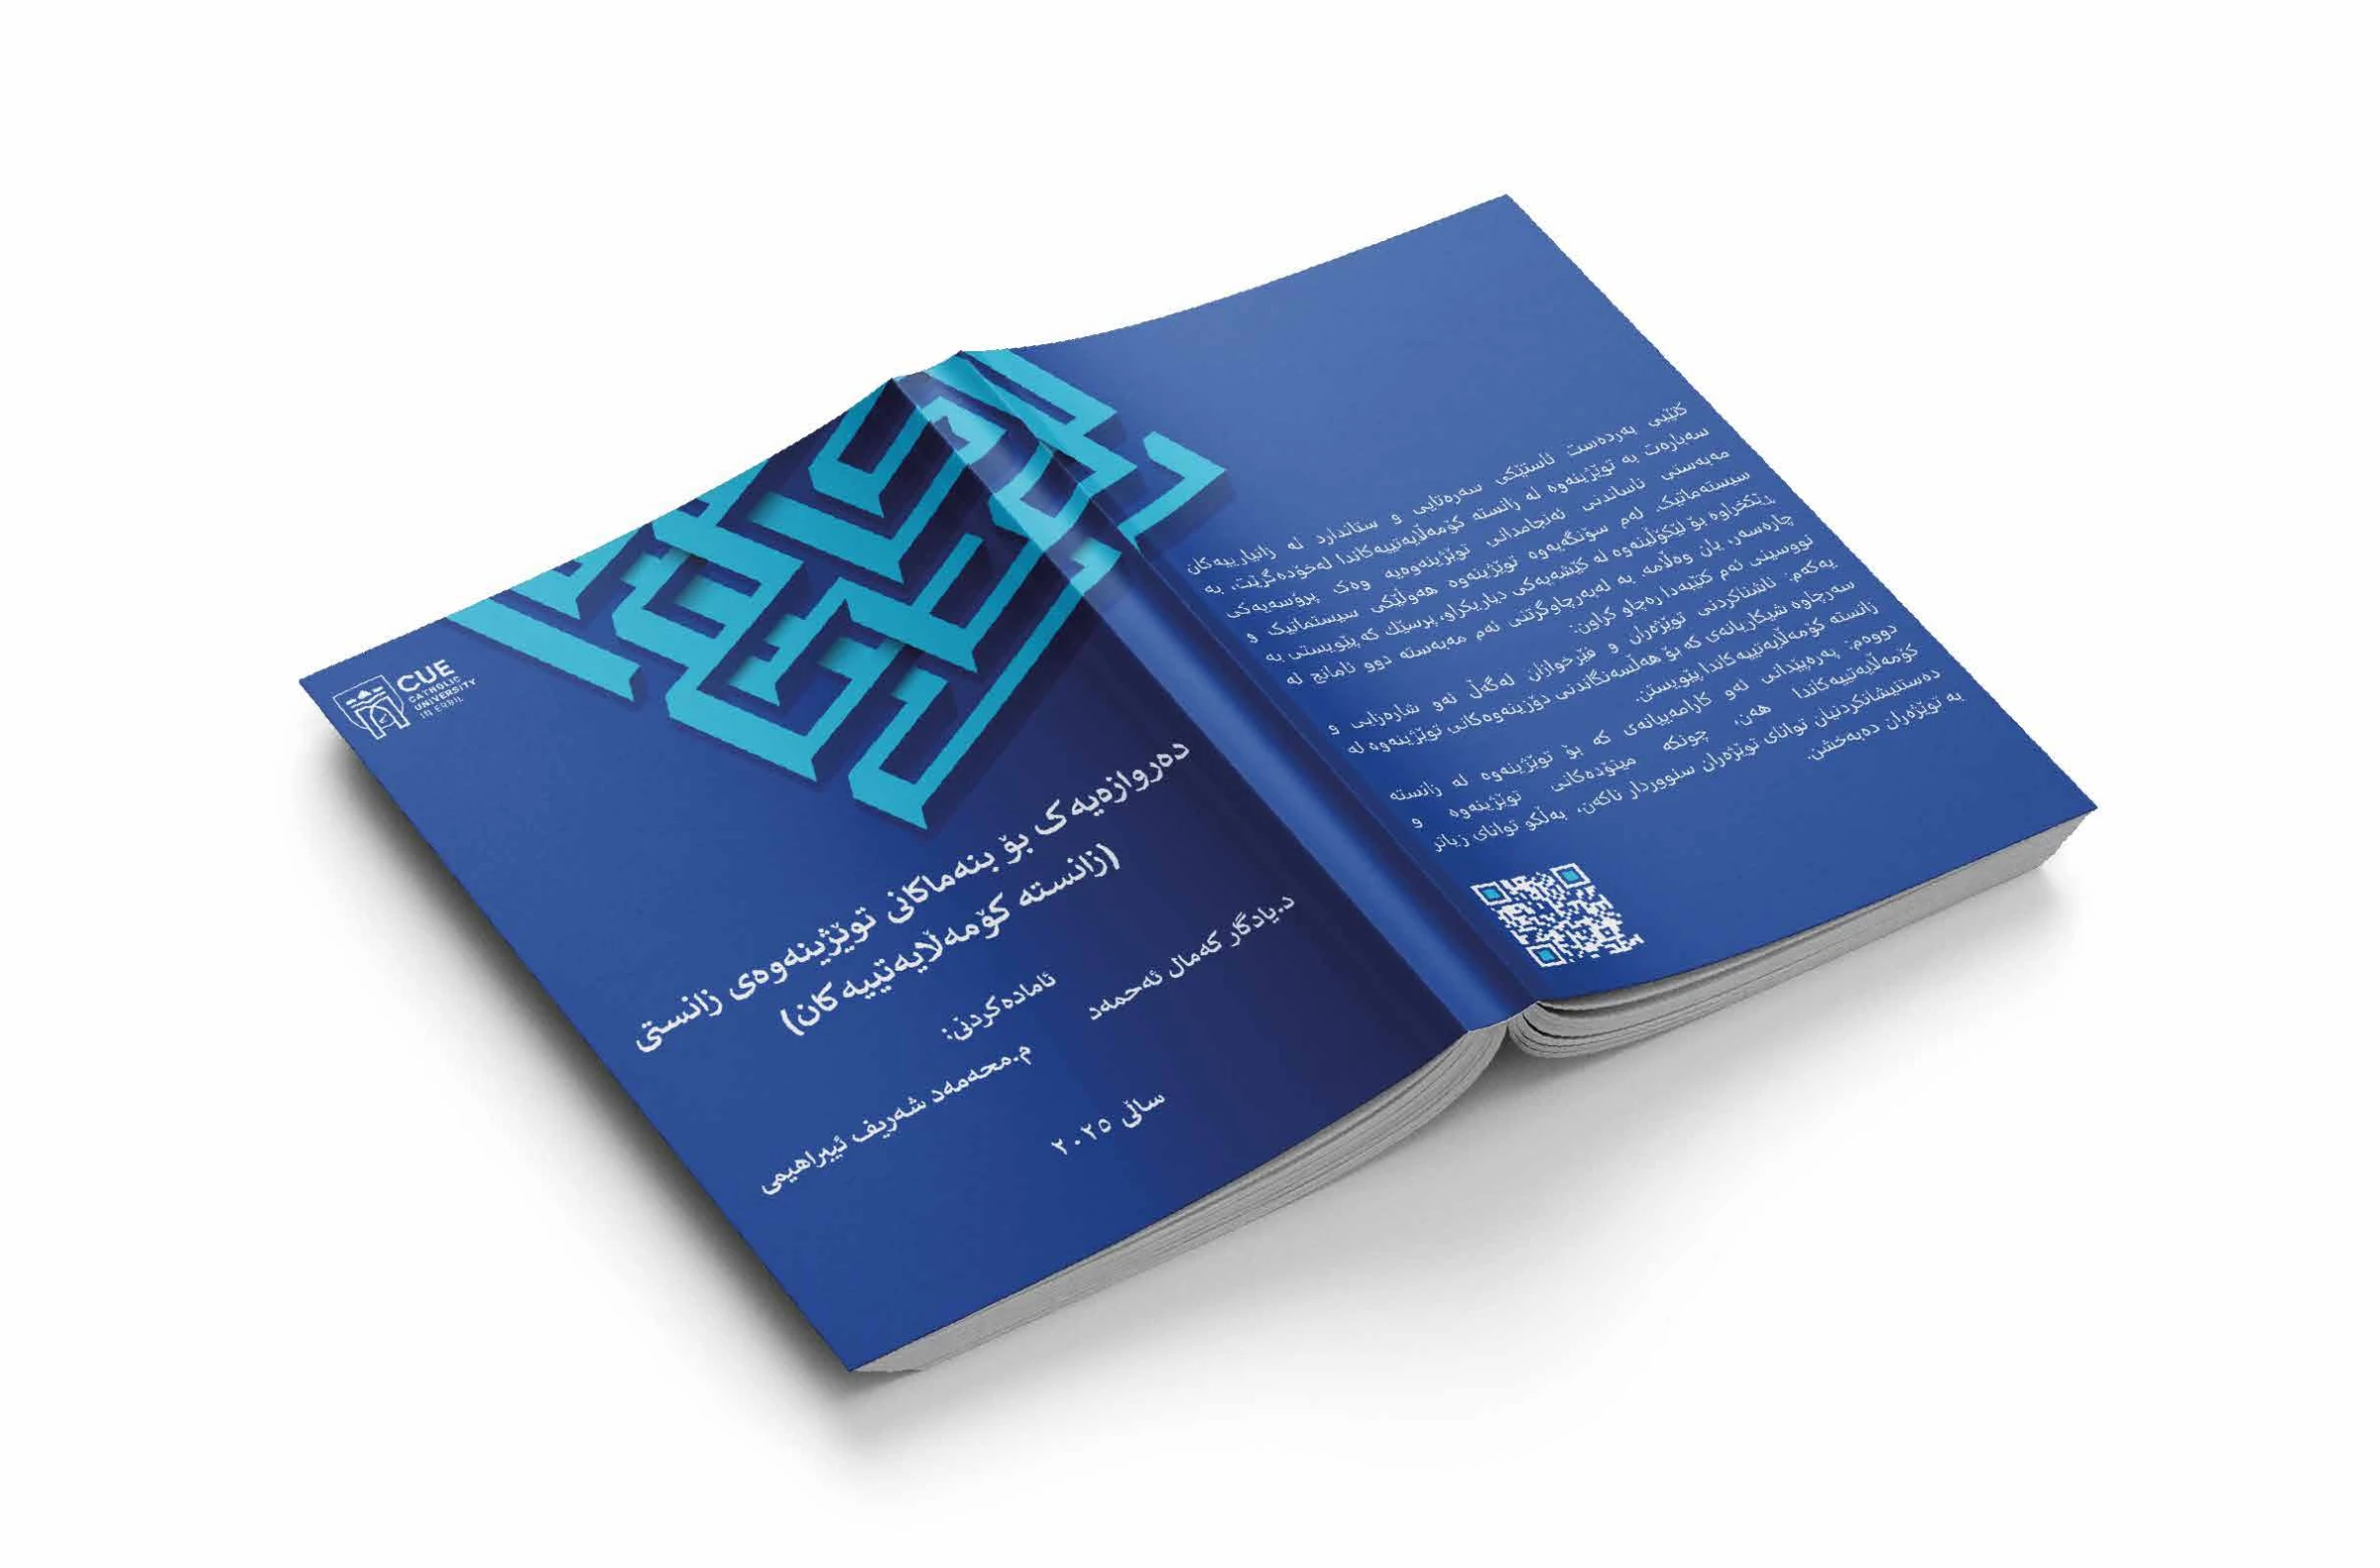 CUE
CATHOLIC
UNIVERSITY
IN ERBIL
دەروازەیەک بۆ بنەماکانی توێژینەوەی زانستی
(زانستە کۆمەڵایەتییەکان)
ئامادەکردنی:
د.یادگار کەمال ئەحمەد
م.محەمەد شەریف ئیبراهیمی
ساڵی ٢٠٢٥
کتێبی بەردەست ئاستێکی سەرەتایی و ستاندارد لە زانیارییەکان
سەبارەت بە توێژینەوە لە زانستە کۆمەڵایەتییەکاندا لەخۆدەگرێت، بە
مەبەستی ناساندنی ئەنجامدانی توێژینەوەیە وەک پرۆسەیەکی
سیستەماتیک. لەم سۆنگەیەوە توێژینەوە هەوڵێکی سیستماتیک و
ڕێکخراوە بۆ لێکۆڵینەوە لە کێشەیەکی دیاریکراو، پرسێک کە پێویستی بە
چارەسەر، یان وەڵامە. بە لەبەرچاوگرتنی ئەم مەبەستە دوو ئامانج لە
نووسینی ئەم کتێبەدا ڕەچاو کراون:
یەکەم: ئاشناکردنی توێژەران و فێرخوازان لەگەڵ ئەو شارەزایی و
سەرچاوە شیکاریانەی کە بۆ هەڵسەنگاندنی دۆزینەوەکانی توێژینەوە لە
زانستە کۆمەڵایەتییەکاندا پێویستن.
دووەم: پەرەپێدانی ئەو کارامەییانەی کە بۆ توێژینەوە لە زانستە
کۆمەڵایەتییەکاندا هەن، چونکە میتۆدەکانی توێژینەوە و
دەستنیشانکردنیان توانای توێژەران سنووردار ناکەن، بەڵکو توانای زیاتر
بە توێژەران دەبەخشن.